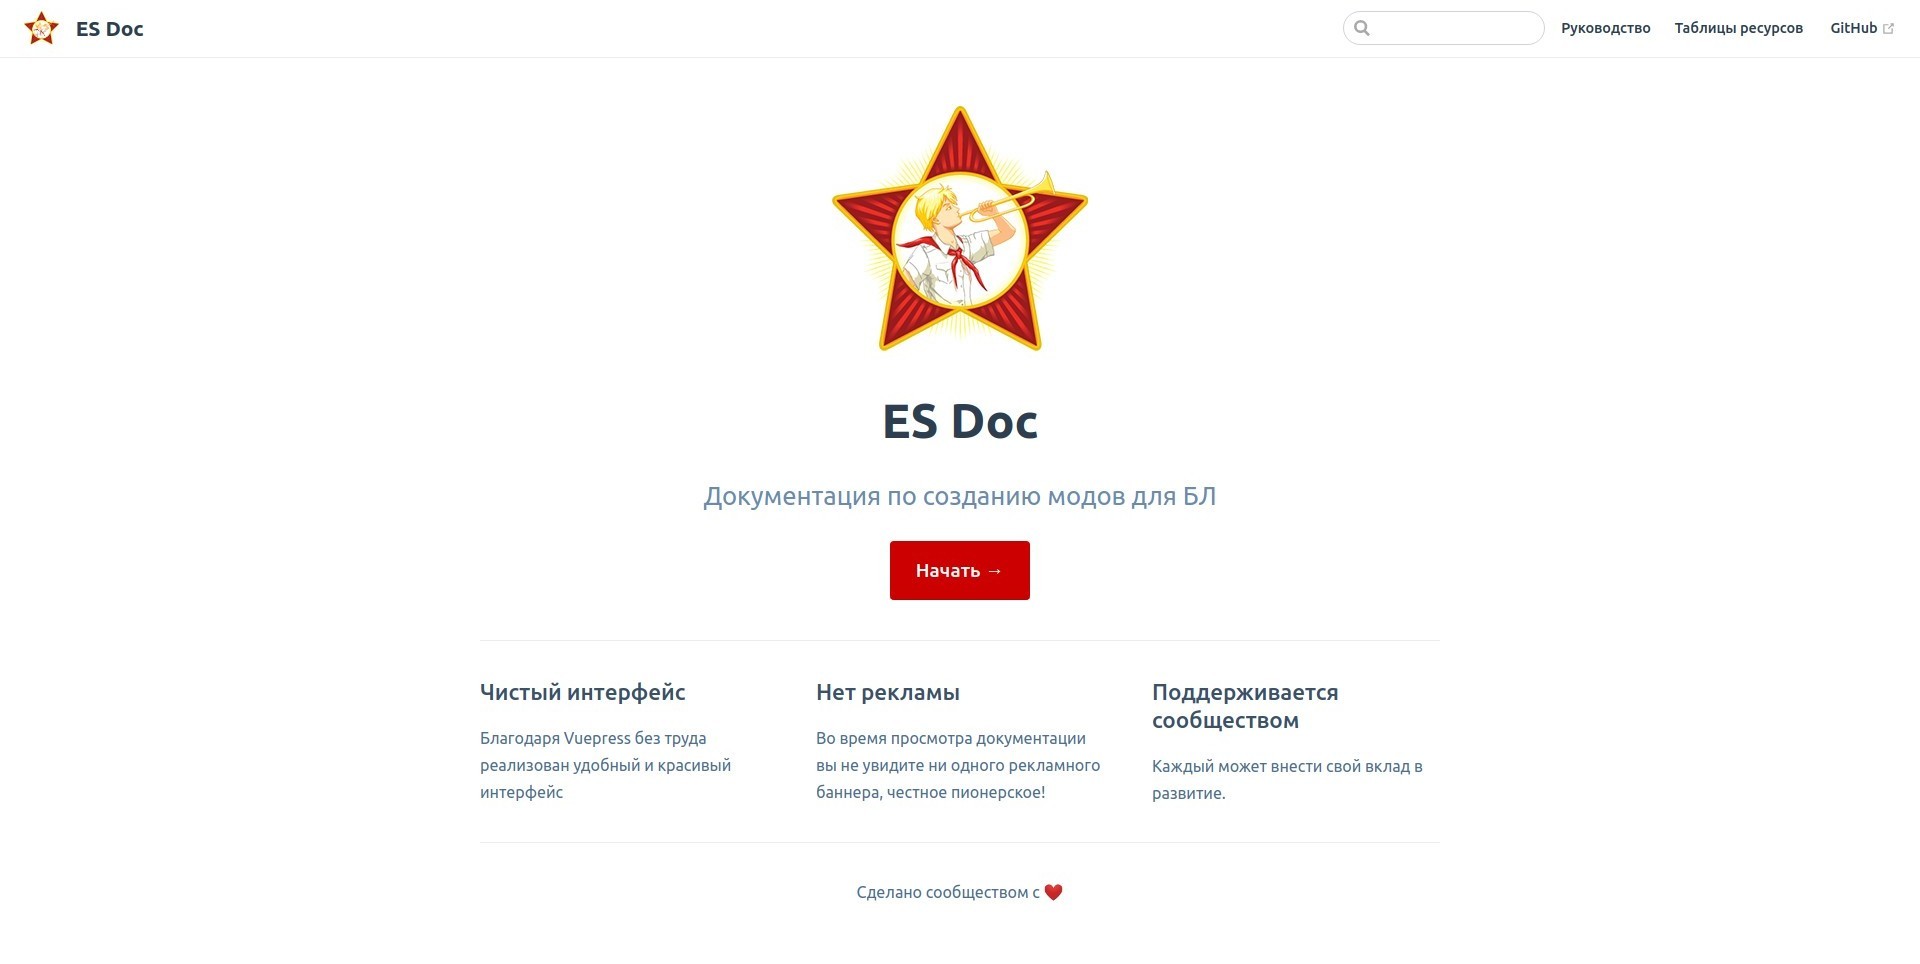 ES Doc
Руководство
Таблицы ресурсов
GitHub
ES Doc
Документация по созданию модов для БЛ
Начать →
Чистый интерфейс
Благодаря Vuepress без труда
реализован удобный и красивый
интерфейс
Нет рекламы
Во время просмотра документации
вы не увидите ни одного рекламного
баннера, честное пионерское!
Поддерживается
сообществом
Каждый может внести свой вклад в
развитие.
Сделано сообществом с ❤️